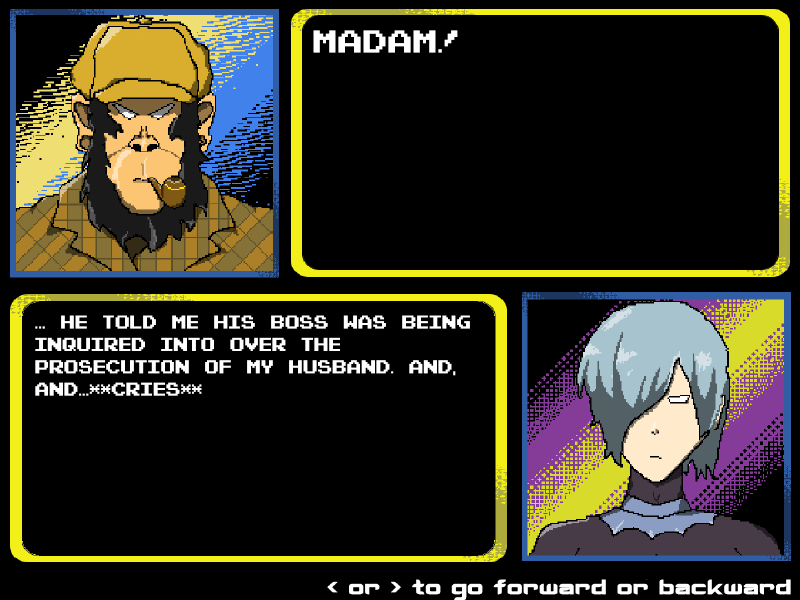 MADAM!
… HE TOLD ME HIS BOSS WAS BEING
INQUIRED INTO OVER THE
PROSECUTION OF MY HUSBAND. AND,
AND…**CRIES**
< or > to go forward or backward